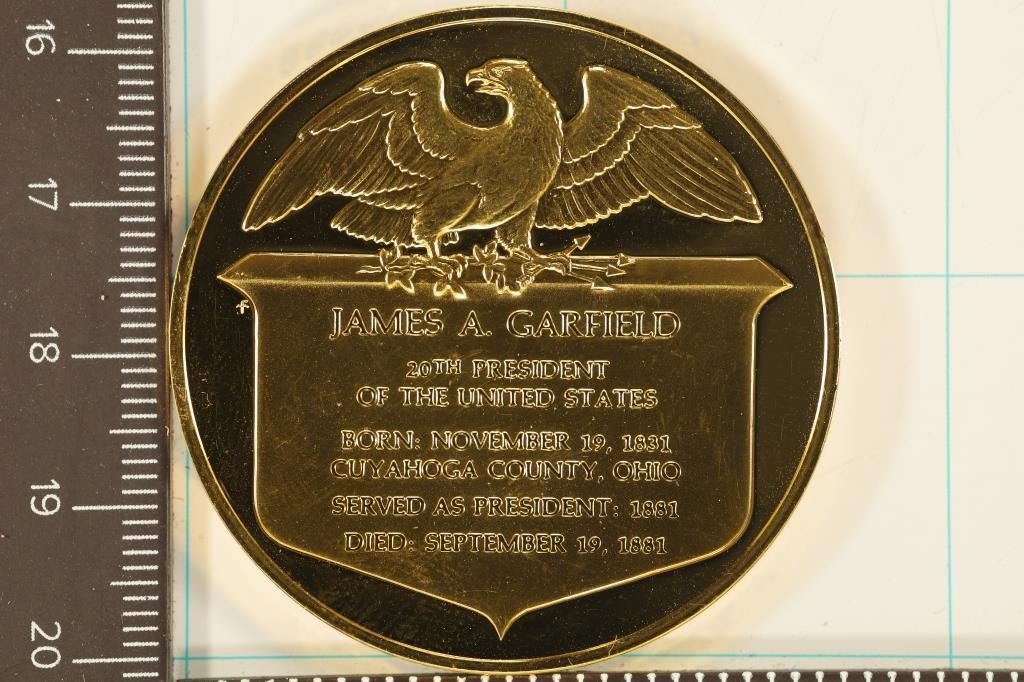 16
17
18
19
20
JAMES A. GARFIELD
20TH PRESIDENT
OF THE UNITED STATES
BORN: NOVEMBER 19, 1831
CUYAHOGA COUNTY, OHIO
SERVED AS PRESIDENT: 1881
DIED: SEPTEMBER 19, 1881